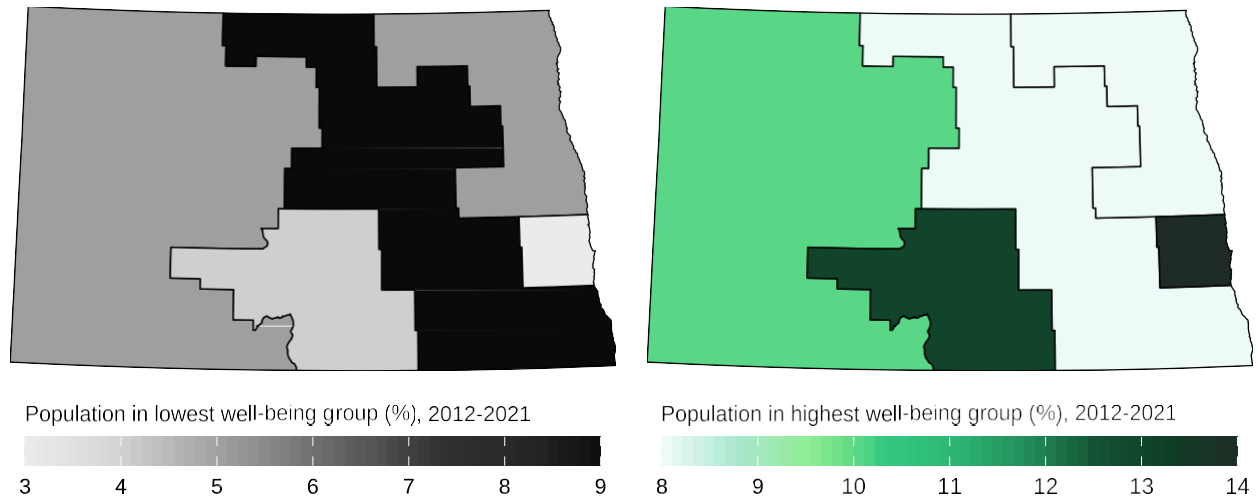 Population in lowest well-being group (%), 2012-2021
3 4 5 6 7 8 9
Population in highest well-being group (%), 2012-2021
8 9 10 11 12 13 14